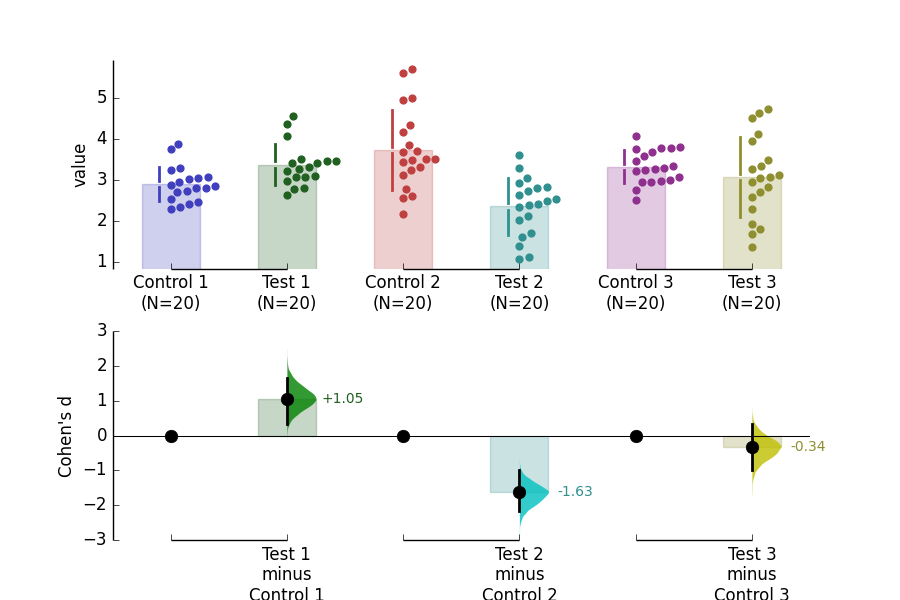 value
5
4
3
2
1
Control 1 Test 1 Control 2 Test 2 Control 3 Test 3
(N=20) (N=20) (N=20) (N=20) (N=20) (N=20)
Cohen's d
3
2
1
0
−1
−2
−3
+1.05
-1.63
-0.34
Test 1 Test 2 Test 3
minus minus minus
Control 1 Control 2 Control 3